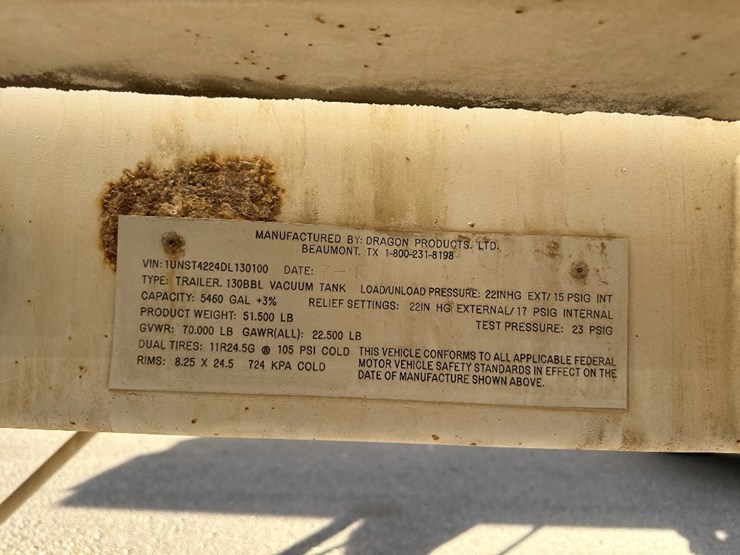 MANUFACTURED BY: DRAGON PRODUCTS, LTD.
BEAUMONT, TX 1-800-231-8198
VIN: 1UNST4224DL130100 DATE:
TYPE: TRAILER, 130BBL VACUUM TANK LOAD/UNLOAD PRESSURE: 22INHG EXT/ 15 PSIG INT
CAPACITY: 5460 GAL +3% RELIEF SETTINGS: 22IN HG EXTERNAL/ 17 PSIG INTERNAL
PRODUCT WEIGHT: 51,500 LB TEST PRESSURE: 23 PSIG
GVWR: 70,000 LB GAWR(ALL): 22,500 LB
DUAL TIRES: 11R24.5G @ 105 PSI COLD THIS VEHICLE CONFORMS TO ALL APPLICABLE FEDERAL
RIMS: 8.25 X 24.5 724 KPA COLD MOTOR VEHICLE SAFETY STANDARDS IN EFFECT ON THE
DATE OF MANUFACTURE SHOWN ABOVE.